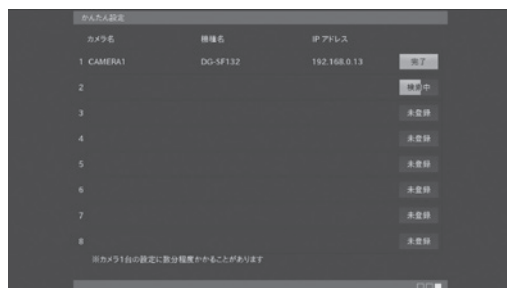 かんたん設定
カメラ名 機種名 IP アドレス
1 CAMERA1 DG-SF132 192.168.0.13 完了
2 検索中
3 未登録
4 未登録
5 未登録
6 未登録
7 未登録
8 未登録
※カメラ1台の設定に数分程度かかることがあります